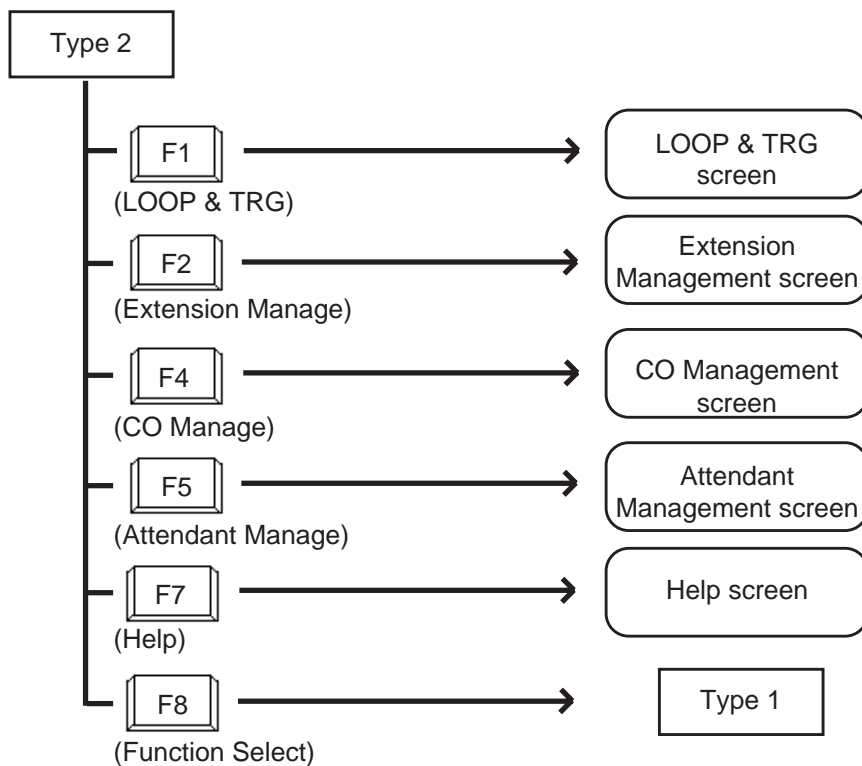 Type 2
F1
(LOOP & TRG)
LOOP & TRG
screen
F2
(Extension Manage)
Extension
Management screen
F4
(CO Manage)
CO Management
screen
F5
(Attendant Manage)
Attendant
Management screen
F7
(Help)
Help screen
F8
(Function Select)
Type 1